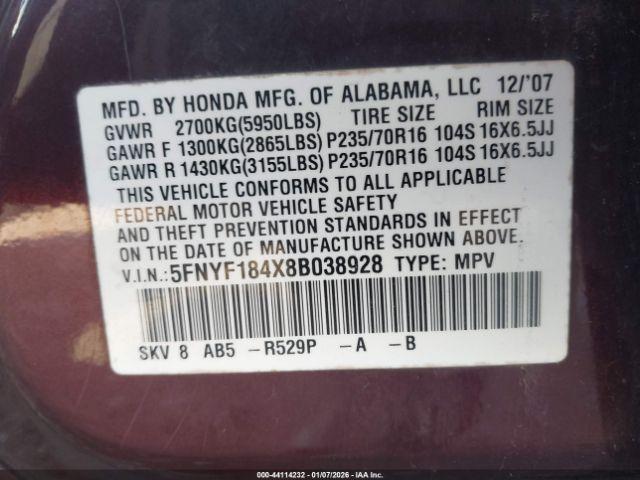 MFD. BY HONDA MFG. OF ALABAMA, LLC 12/'07
GVWR 2700KG(5950LBS) TIRE SIZE RIM SIZE
GAWR F 1300KG(2865LBS) P235/70R16 104S 16X6.5JJ
GAWR R 1430KG(3155LBS) P235/70R16 104S 16X6.5JJ
THIS VEHICLE CONFORMS TO ALL APPLICABLE
FEDERAL MOTOR VEHICLE SAFETY
AND THEFT PREVENTION STANDARDS IN EFFECT
ON THE DATE OF MANUFACTURE SHOWN ABOVE.
V.I.N.:5FNYF184X8B038928 TYPE: MPV
SKV 8 AB5 -R529P -A -B
000-44114232 - 01/07/2026 - IAAI.COM